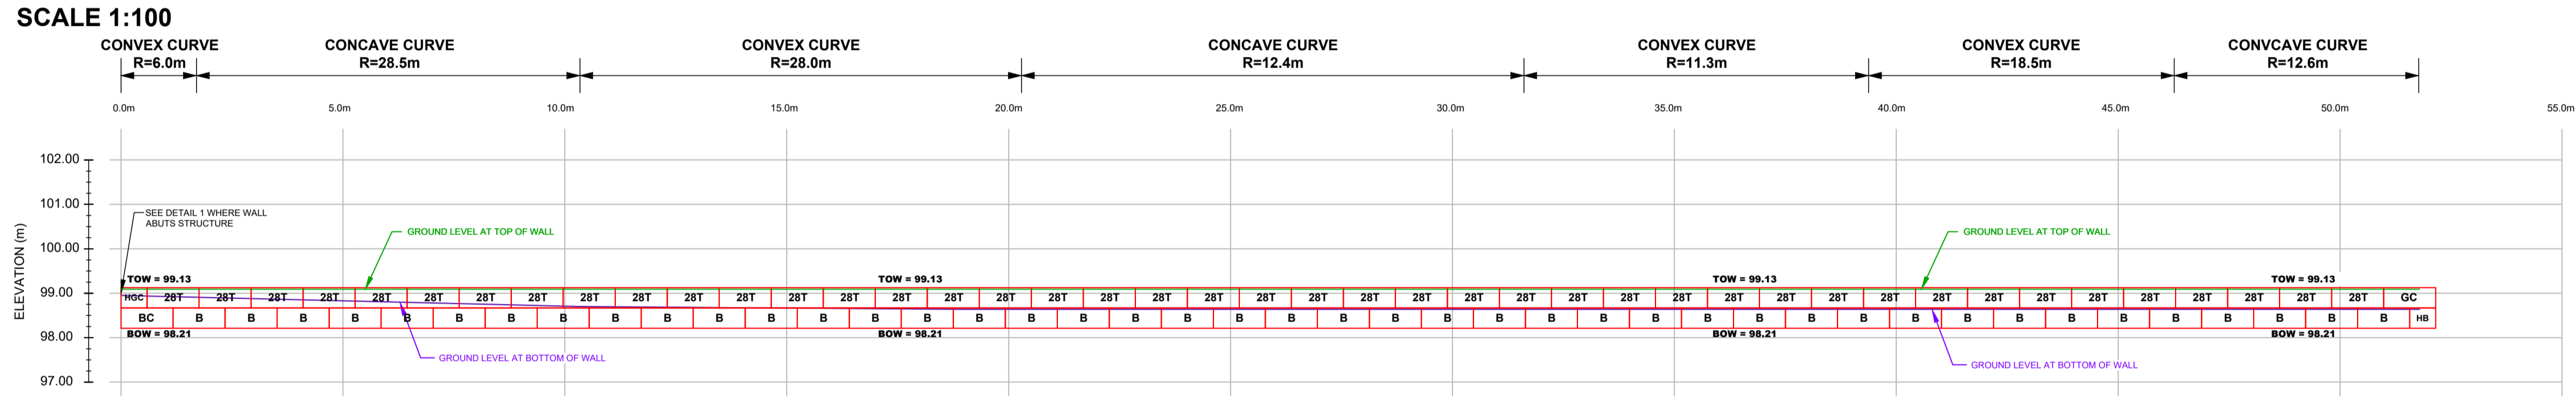 SCALE 1:100
CONVEX CURVE CONCAVE CURVE CONVEX CURVE CONCAVE CURVE CONVEX CURVE CONVEX CURVE CONVCAVE CURVE
R=6.0m R=28.5m R=28.0m R=12.4m R=11.3m R=18.5m R=12.6m
0.0m 5.0m 10.0m 15.0m 20.0m 25.0m 30.0m 35.0m 40.0m 45.0m 50.0m 55.0m
ELEVATION (m)
102.00
101.00
SEE DETAIL 1 WHERE WALL
ABUTS STRUCTURE
GROUND LEVEL AT TOP OF WALL GROUND LEVEL AT TOP OF WALL
100.00
TOW = 99.13 TOW = 99.13 TOW = 99.13 TOW = 99.13
99.00
HGC 28T 28T 28T 28T 28T 28T 28T 28T 28T 28T 28T 28T 28T 28T 28T 28T 28T 28T 28T 28T 28T 28T 28T 28T 28T 28T 28T 28T 28T 28T 28T 28T 28T 28T 28T 28T 28T 28T 28T 28T 28T 28T 28T GC
BC B B B B B B B B B B B B B B B B B B B B B B B B B B B B B B B B B B B B B B B B B B B HB
BOW = 98.21 BOW = 98.21 BOW = 98.21 BOW = 98.21
98.00
GROUND LEVEL AT BOTTOM OF WALL GROUND LEVEL AT BOTTOM OF WALL
97.00